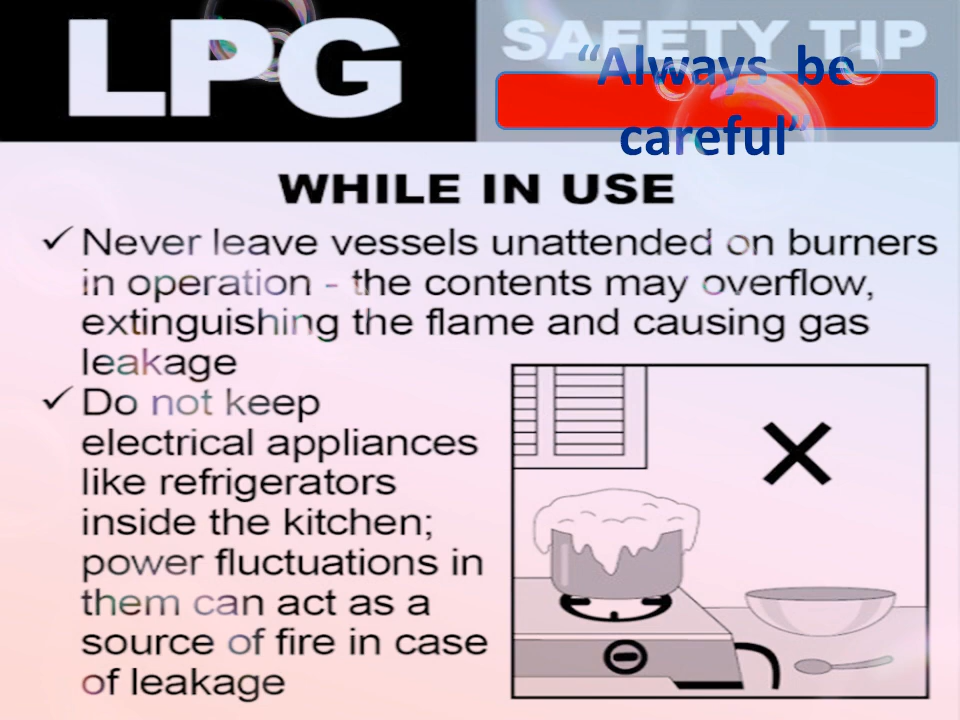 LPG
SAFETY TIP
“Always be
careful”
WHILE IN USE
✓ Never leave vessels unattended on burners
in operation - the contents may overflow,
extinguishing the flame and causing gas
leakage
✓ Do not keep
electrical appliances
like refrigerators
inside the kitchen;
power fluctuations in
them can act as a
source of fire in case
of leakage